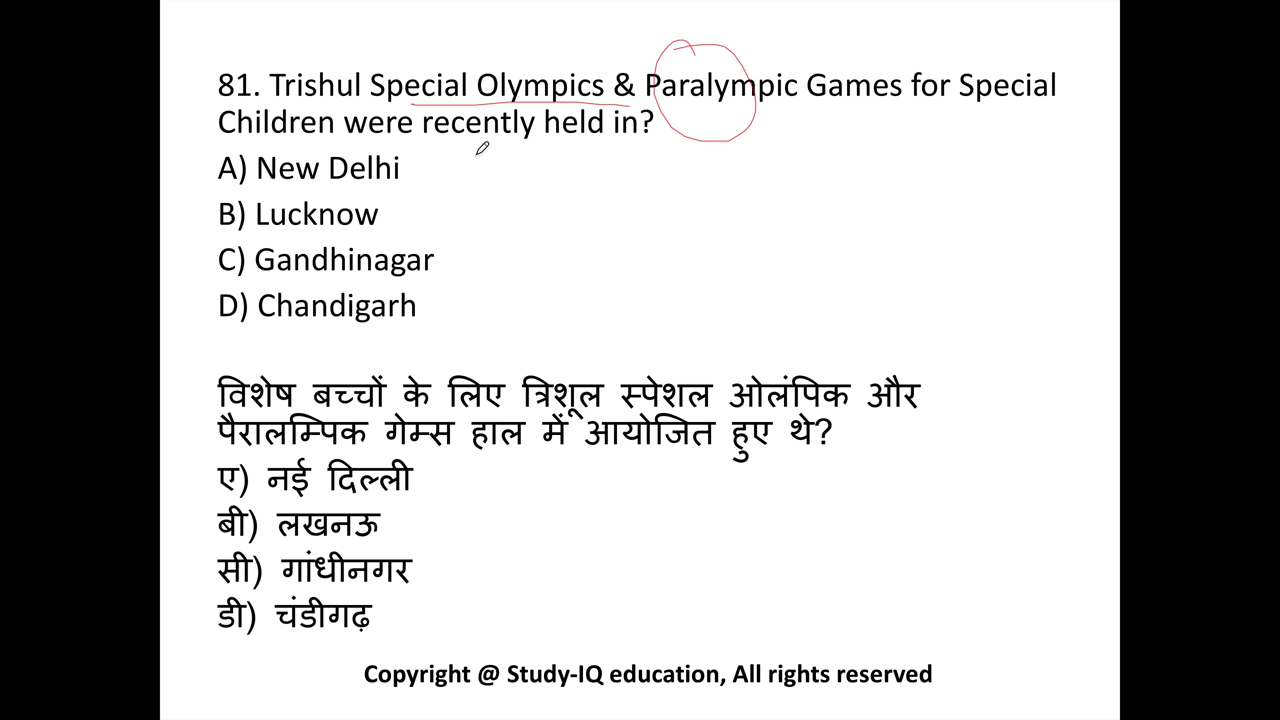 81. Trishul Special Olympics & Paralympic Games for Special
Children were recently held in?
A) New Delhi
B) Lucknow
C) Gandhinagar
D) Chandigarh
विशेष बच्चों के लिए त्रिशूल स्पेशल ओलंपिक और
पैरालम्पिक गेम्स हाल में आयोजित हुए थे?
ए) नई दिल्ली
बी) लखनऊ
सी) गांधीनगर
डी) चंडीगढ़
Copyright @ Study-IQ education, All rights reserved